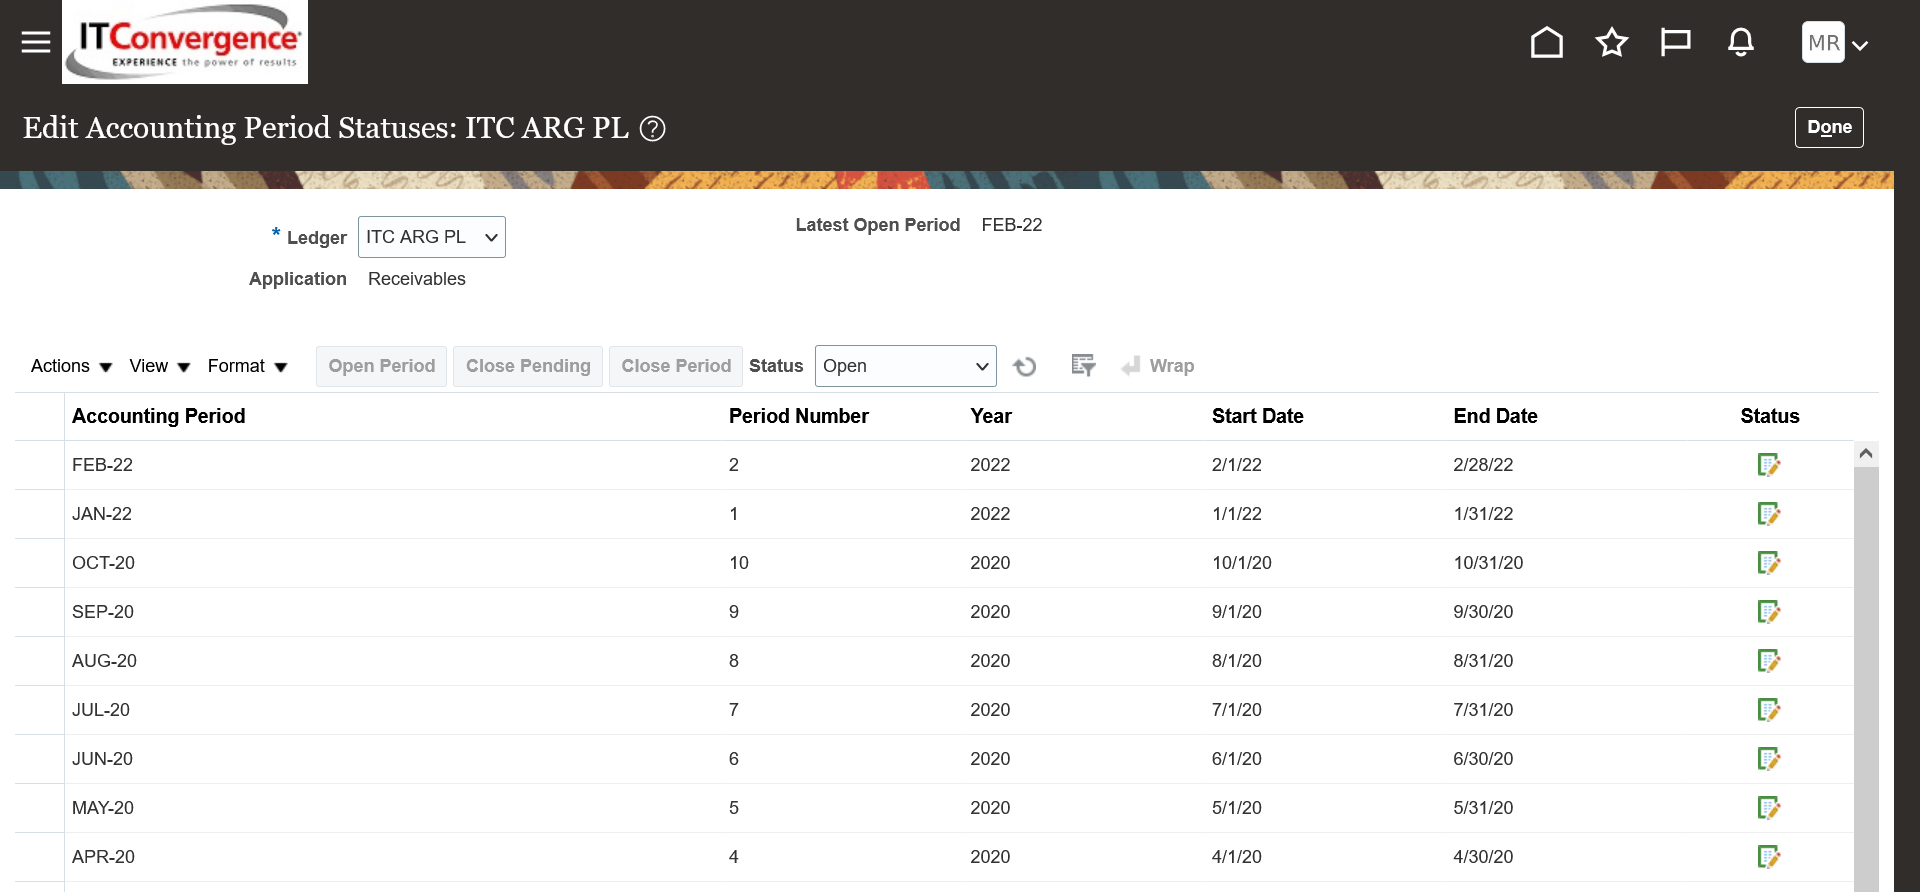 ITConvergence
EXPERIENCE the power of results
MR
Edit Accounting Period Statuses: ITC ARG PL ?
Done
* Ledger ITC ARG PL
Latest Open Period FEB-22
Application Receivables
Actions View Format Open Period Close Pending Close Period Status Open Wrap
Accounting Period Period Number Year Start Date End Date Status
FEB-22 2 2022 2/1/22 2/28/22
JAN-22 1 2022 1/1/22 1/31/22
OCT-20 10 2020 10/1/20 10/31/20
SEP-20 9 2020 9/1/20 9/30/20
AUG-20 8 2020 8/1/20 8/31/20
JUL-20 7 2020 7/1/20 7/31/20
JUN-20 6 2020 6/1/20 6/30/20
MAY-20 5 2020 5/1/20 5/31/20
APR-20 4 2020 4/1/20 4/30/20